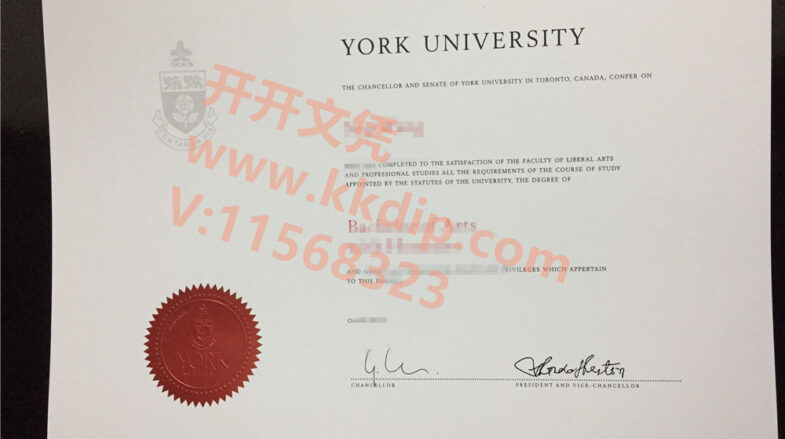 YORK UNIVERSITY
THE CHANCELLOR AND SENATE OF YORK UNIVERSITY IN TORONTO, CANADA, CONFER ON
COMPLETED TO THE SATISFACTION OF THE FACULTY OF LIBERAL ARTS
AND PROFESSIONAL STUDIES ALL THE REQUIREMENTS OF THE COURSE OF STUDY
APPOINTED BY THE STATUTES OF THE UNIVERSITY, THE DEGREE OF
Bachelor of Arts
AND PRIVILEGES WHICH APPERTAIN
TO THIS DEGREE
CHANCELLOR
PRESIDENT AND VICE-CHANCELLOR
YORK
开开文凭
www.kkdip.com
V:11568323